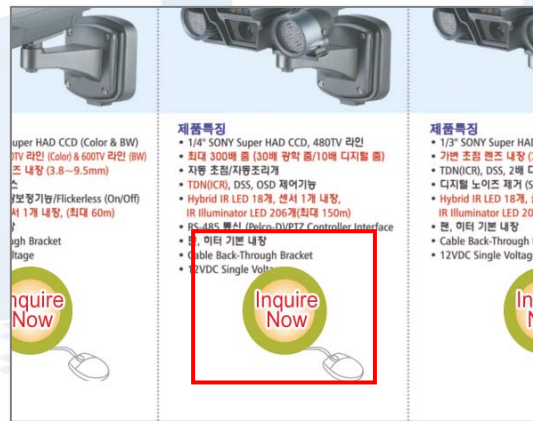 uper HAD CCD (Color & BW)
0TV 라인 (Color) & 600TV 라인 (BW)
즈 내장 (3.8~9.5mm)
스
보정기능/Flickerless (On/Off)
서 1개 내장, (최대 60m)
gh Bracket
ltage
nquire
Now
제품특징
• 1/4" SONY Super HAD CCD, 480TV 라인
• 최대 300배 줌 (30배 광학 줌/10배 디지털 줌)
• 자동 초점/자동조리개
• TDN(ICR), DSS, OSD 제어기능
• Hybrid IR LED 18개, 센서 1개 내장,
IR Illuminator LED 206개(최대 150m)
• RS-485 통신 (Pelco-DVPTZ Controller Interface
• 팬, 히터 기본 내장
• Cable Back-Through Bracket
• 12VDC Single Voltage
Inquire
Now
제품특징
• 1/3" SONY Super HAD
• 가변 초점 렌즈 내장
• TDN(ICR), DSS, 2배
• 디지털 노이즈 제거 (S
• Hybrid IR LED 18개,
IR Illuminator LED 20
• 팬, 히터 기본 내장
• Cable Back-Through
• 12VDC Single Voltage
In
N